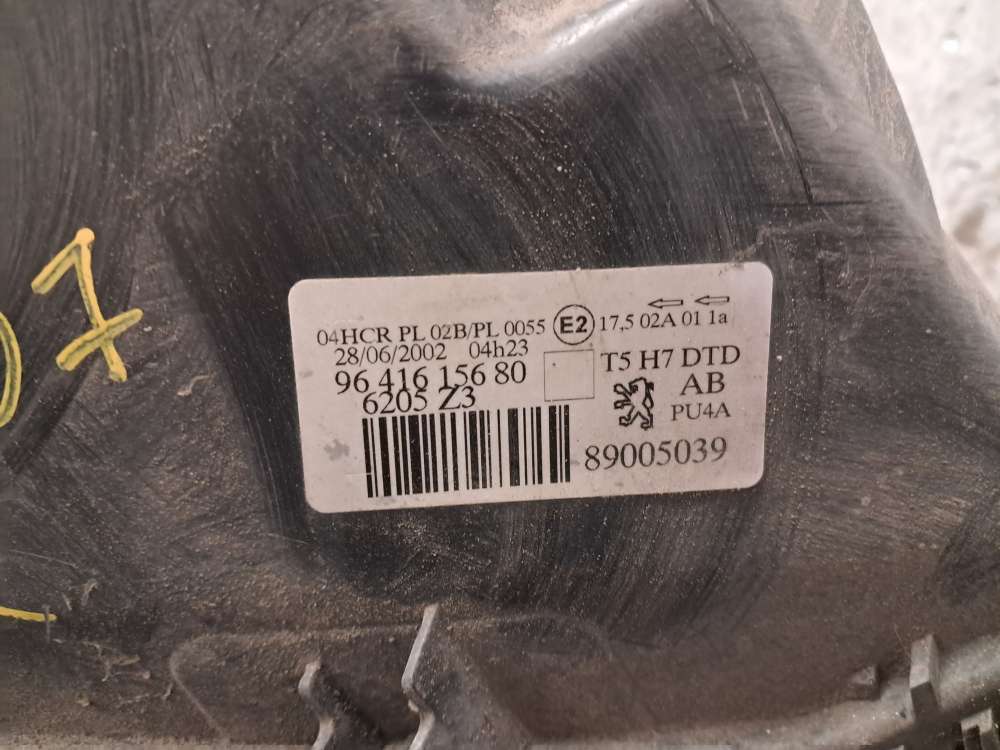 04HCR PL 02B/PL 0055 E2 17,5 02A 01 1a
28/06/2002 04h23
96 416 156 80
6205 Z3
T5 H7 DTD
AB
PU4A
89005039
07